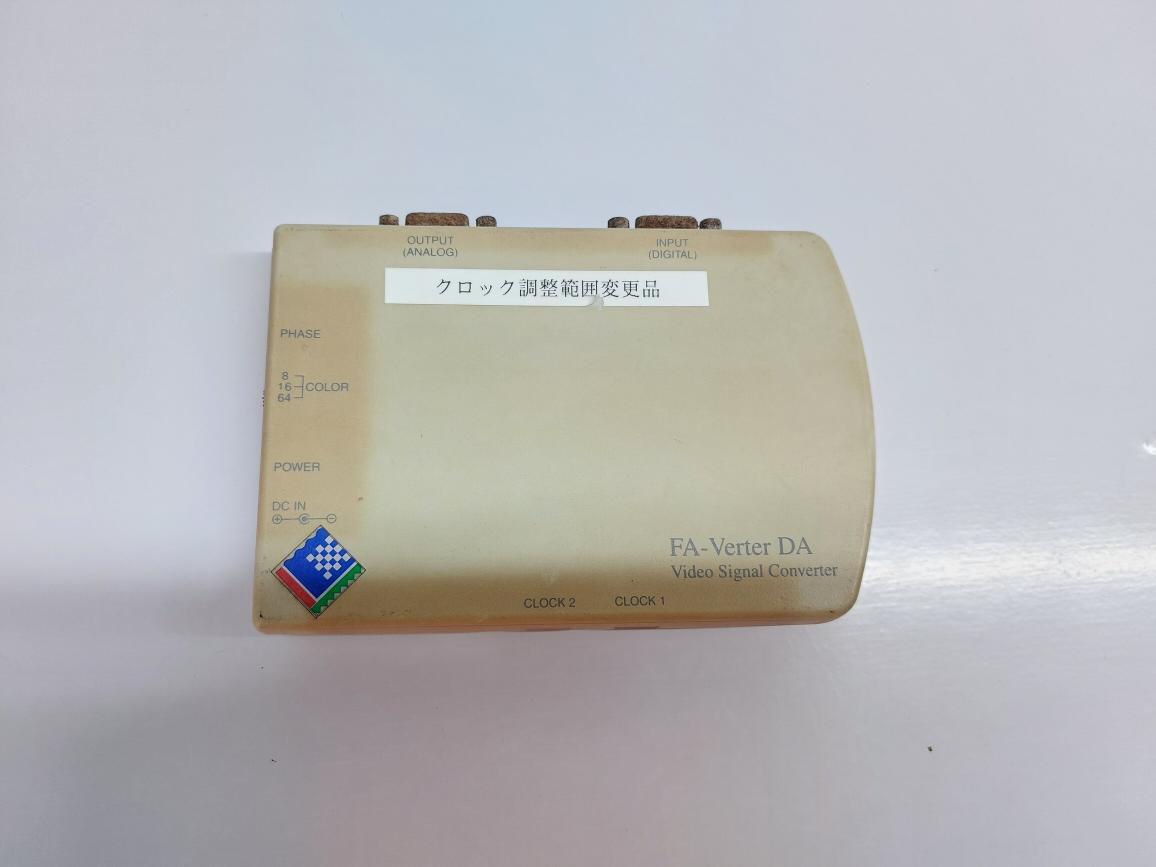 OUTPUT
(ANALOG)
INPUT
(DIGITAL)
クロック調整範囲変更品
PHASE
8
16 COLOR
64
POWER
DC IN
FA-Verter DA
Video Signal Converter
CLOCK 2
CLOCK 1